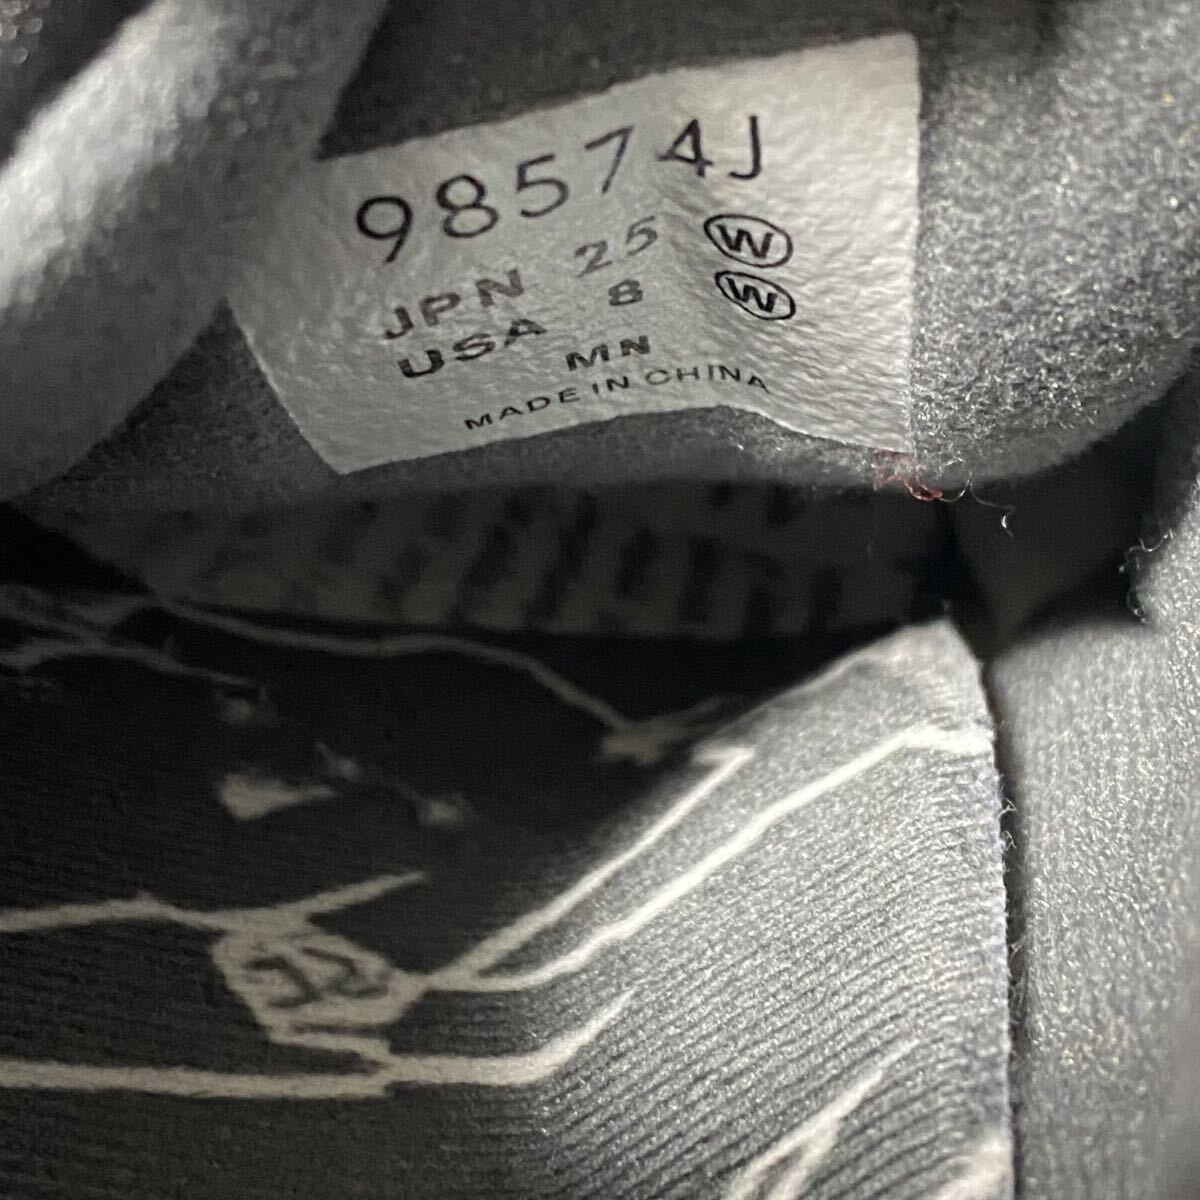 98574J
JPN 25 W
USA 8 W
MN
MADE IN CHINA